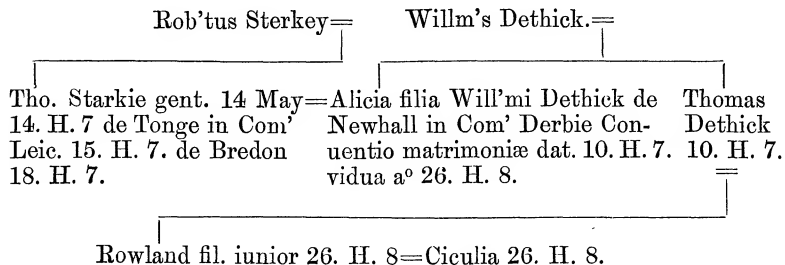 Rob'tus Sterkey= Willm's Dethick.=
Tho. Starkie gent. 14 May=Alicia filia Will'mi Dethick de Thomas
14. H. 7 de Tonge in Com' Newhall in Com' Derbie Con- Dethick
Leic. 15. H. 7. de Bredon uentio matrimoniæ dat. 10. H. 7. 10. H. 7.
18. H. 7. vidua aº 26. H. 8. =
Rowland fil. iunior 26. H. 8=Ciculia 26. H. 8.